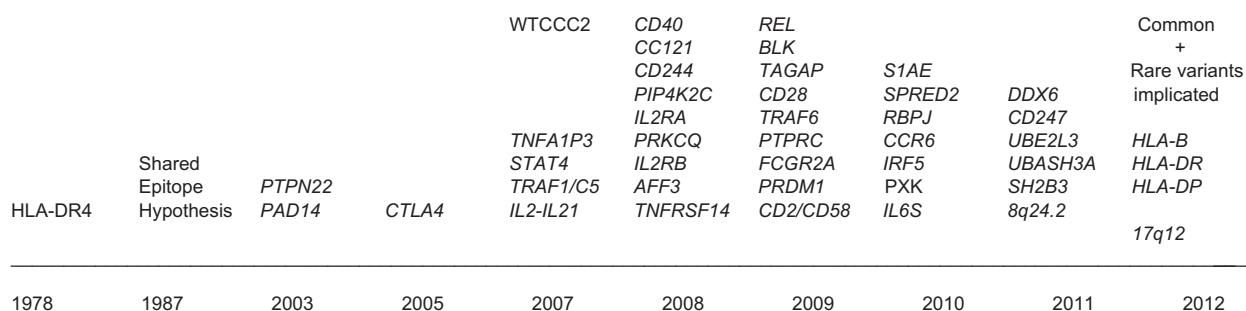 WTCCC2 CD40 REL Common
CC121 BLK +
CD244 TAGAP S1AE Rare variants
PIP4K2C CD28 SPRED2 DDX6 implicated
IL2RA TRAF6 RBPJ CD247
TNFA1P3 PRKCQ PTPRC CCR6 UBE2L3 HLA-B
Shared STAT4 IL2RB FCGR2A IRF5 UBASH3A HLA-DR
Epitope PTPN22 TRAF1/C5 AFF3 PRDM1 PXK SH2B3 HLA-DP
HLA-DR4 Hypothesis PAD14 CTLA4 IL2-IL21 TNFRSF14 CD2/CD58 IL6S 8q24.2
17q12
1978 1987 2003 2005 2007 2008 2009 2010 2011 2012